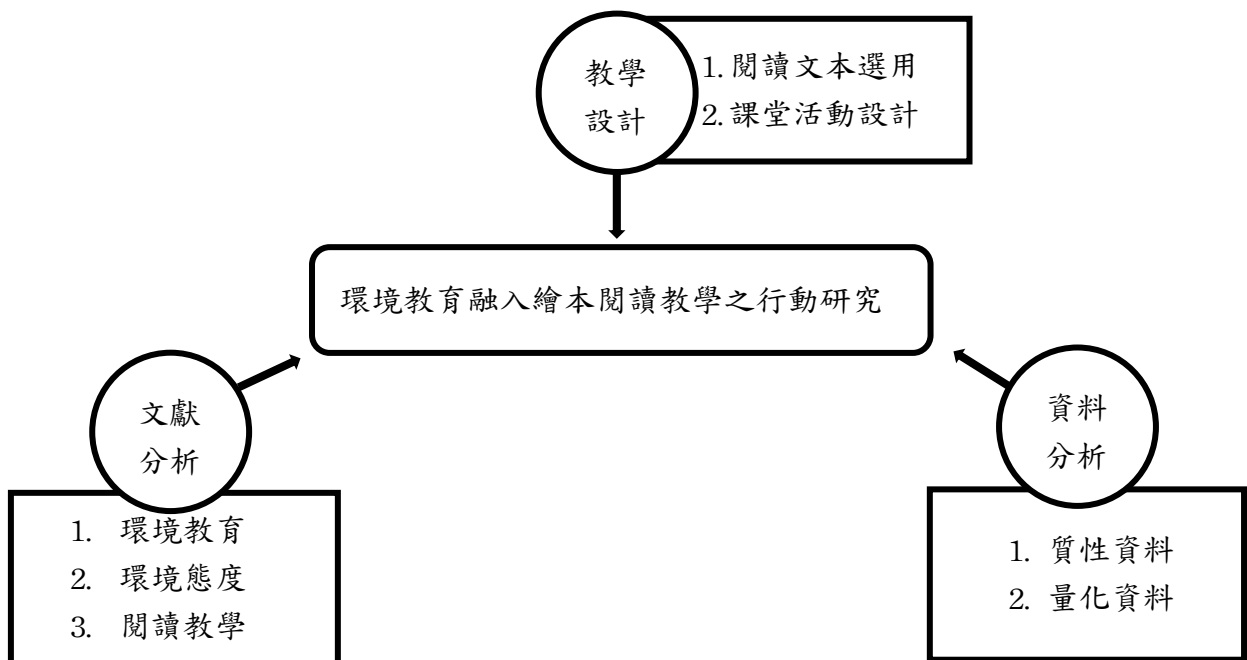 教學
設計
1.閱讀文本選用
2.課堂活動設計
環境教育融入繪本閱讀教學之行動研究
文獻
分析
1. 環境教育
2. 環境態度
3. 閱讀教學
資料
分析
1. 質性資料
2. 量化資料